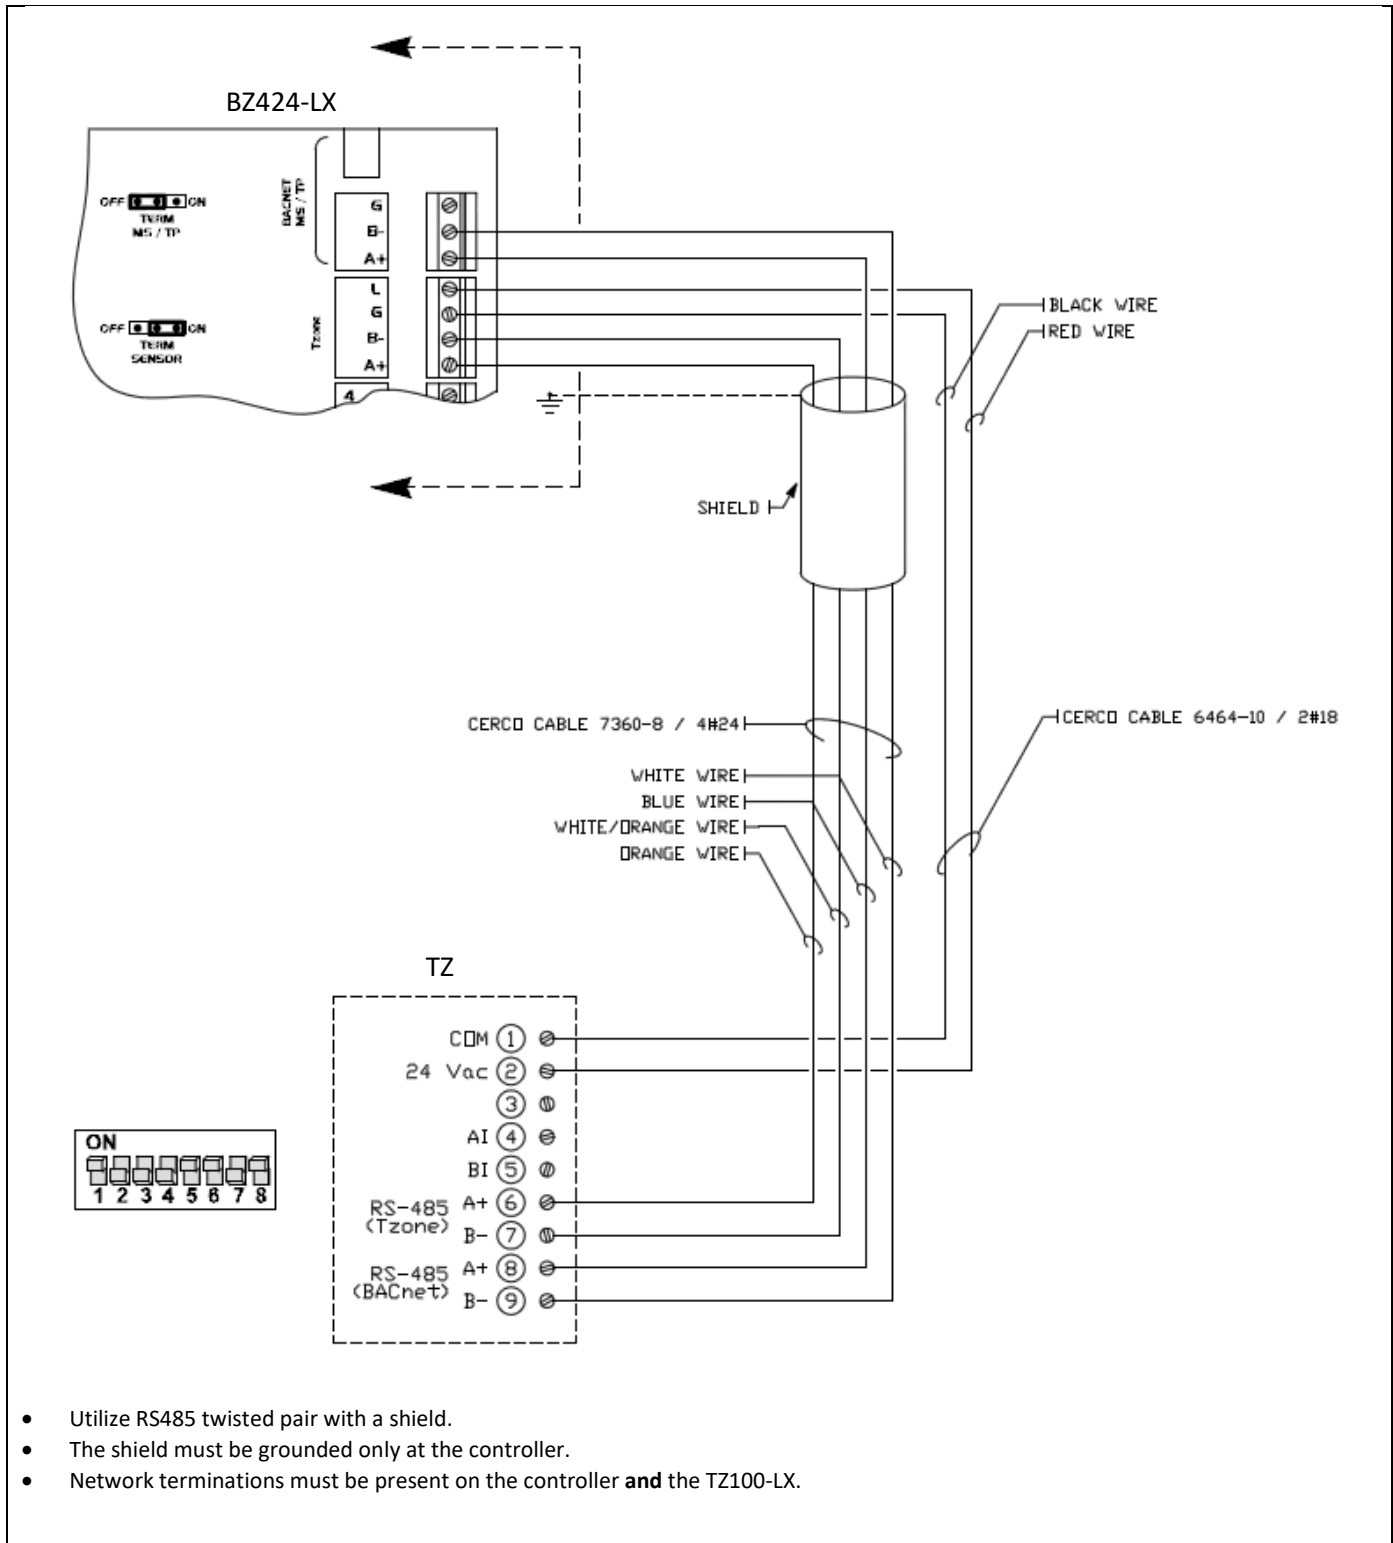 BZ424-LX
BACNET
MS / TP
OFF ON
TERM
MS / TP
G
B-
A+
L
G
B-
A+
4
Tzone
OFF ON
TERM
SENSOR
BLACK WIRE
RED WIRE
SHIELD
CERCO CABLE 7360-8 / 4#24
CERCO CABLE 6464-10 / 2#18
WHITE WIRE
BLUE WIRE
WHITE/ORANGE WIRE
ORANGE WIRE
TZ
COM 1
24 Vac 2
3
AI 4
BI 5
RS-485 A+ 6
(Tzone) B- 7
RS-485 A+ 8
(BACnet) B- 9
ON
1 2 3 4 5 6 7 8
• Utilize RS485 twisted pair with a shield.
• The shield must be grounded only at the controller.
• Network terminations must be present on the controller and the TZ100-LX.